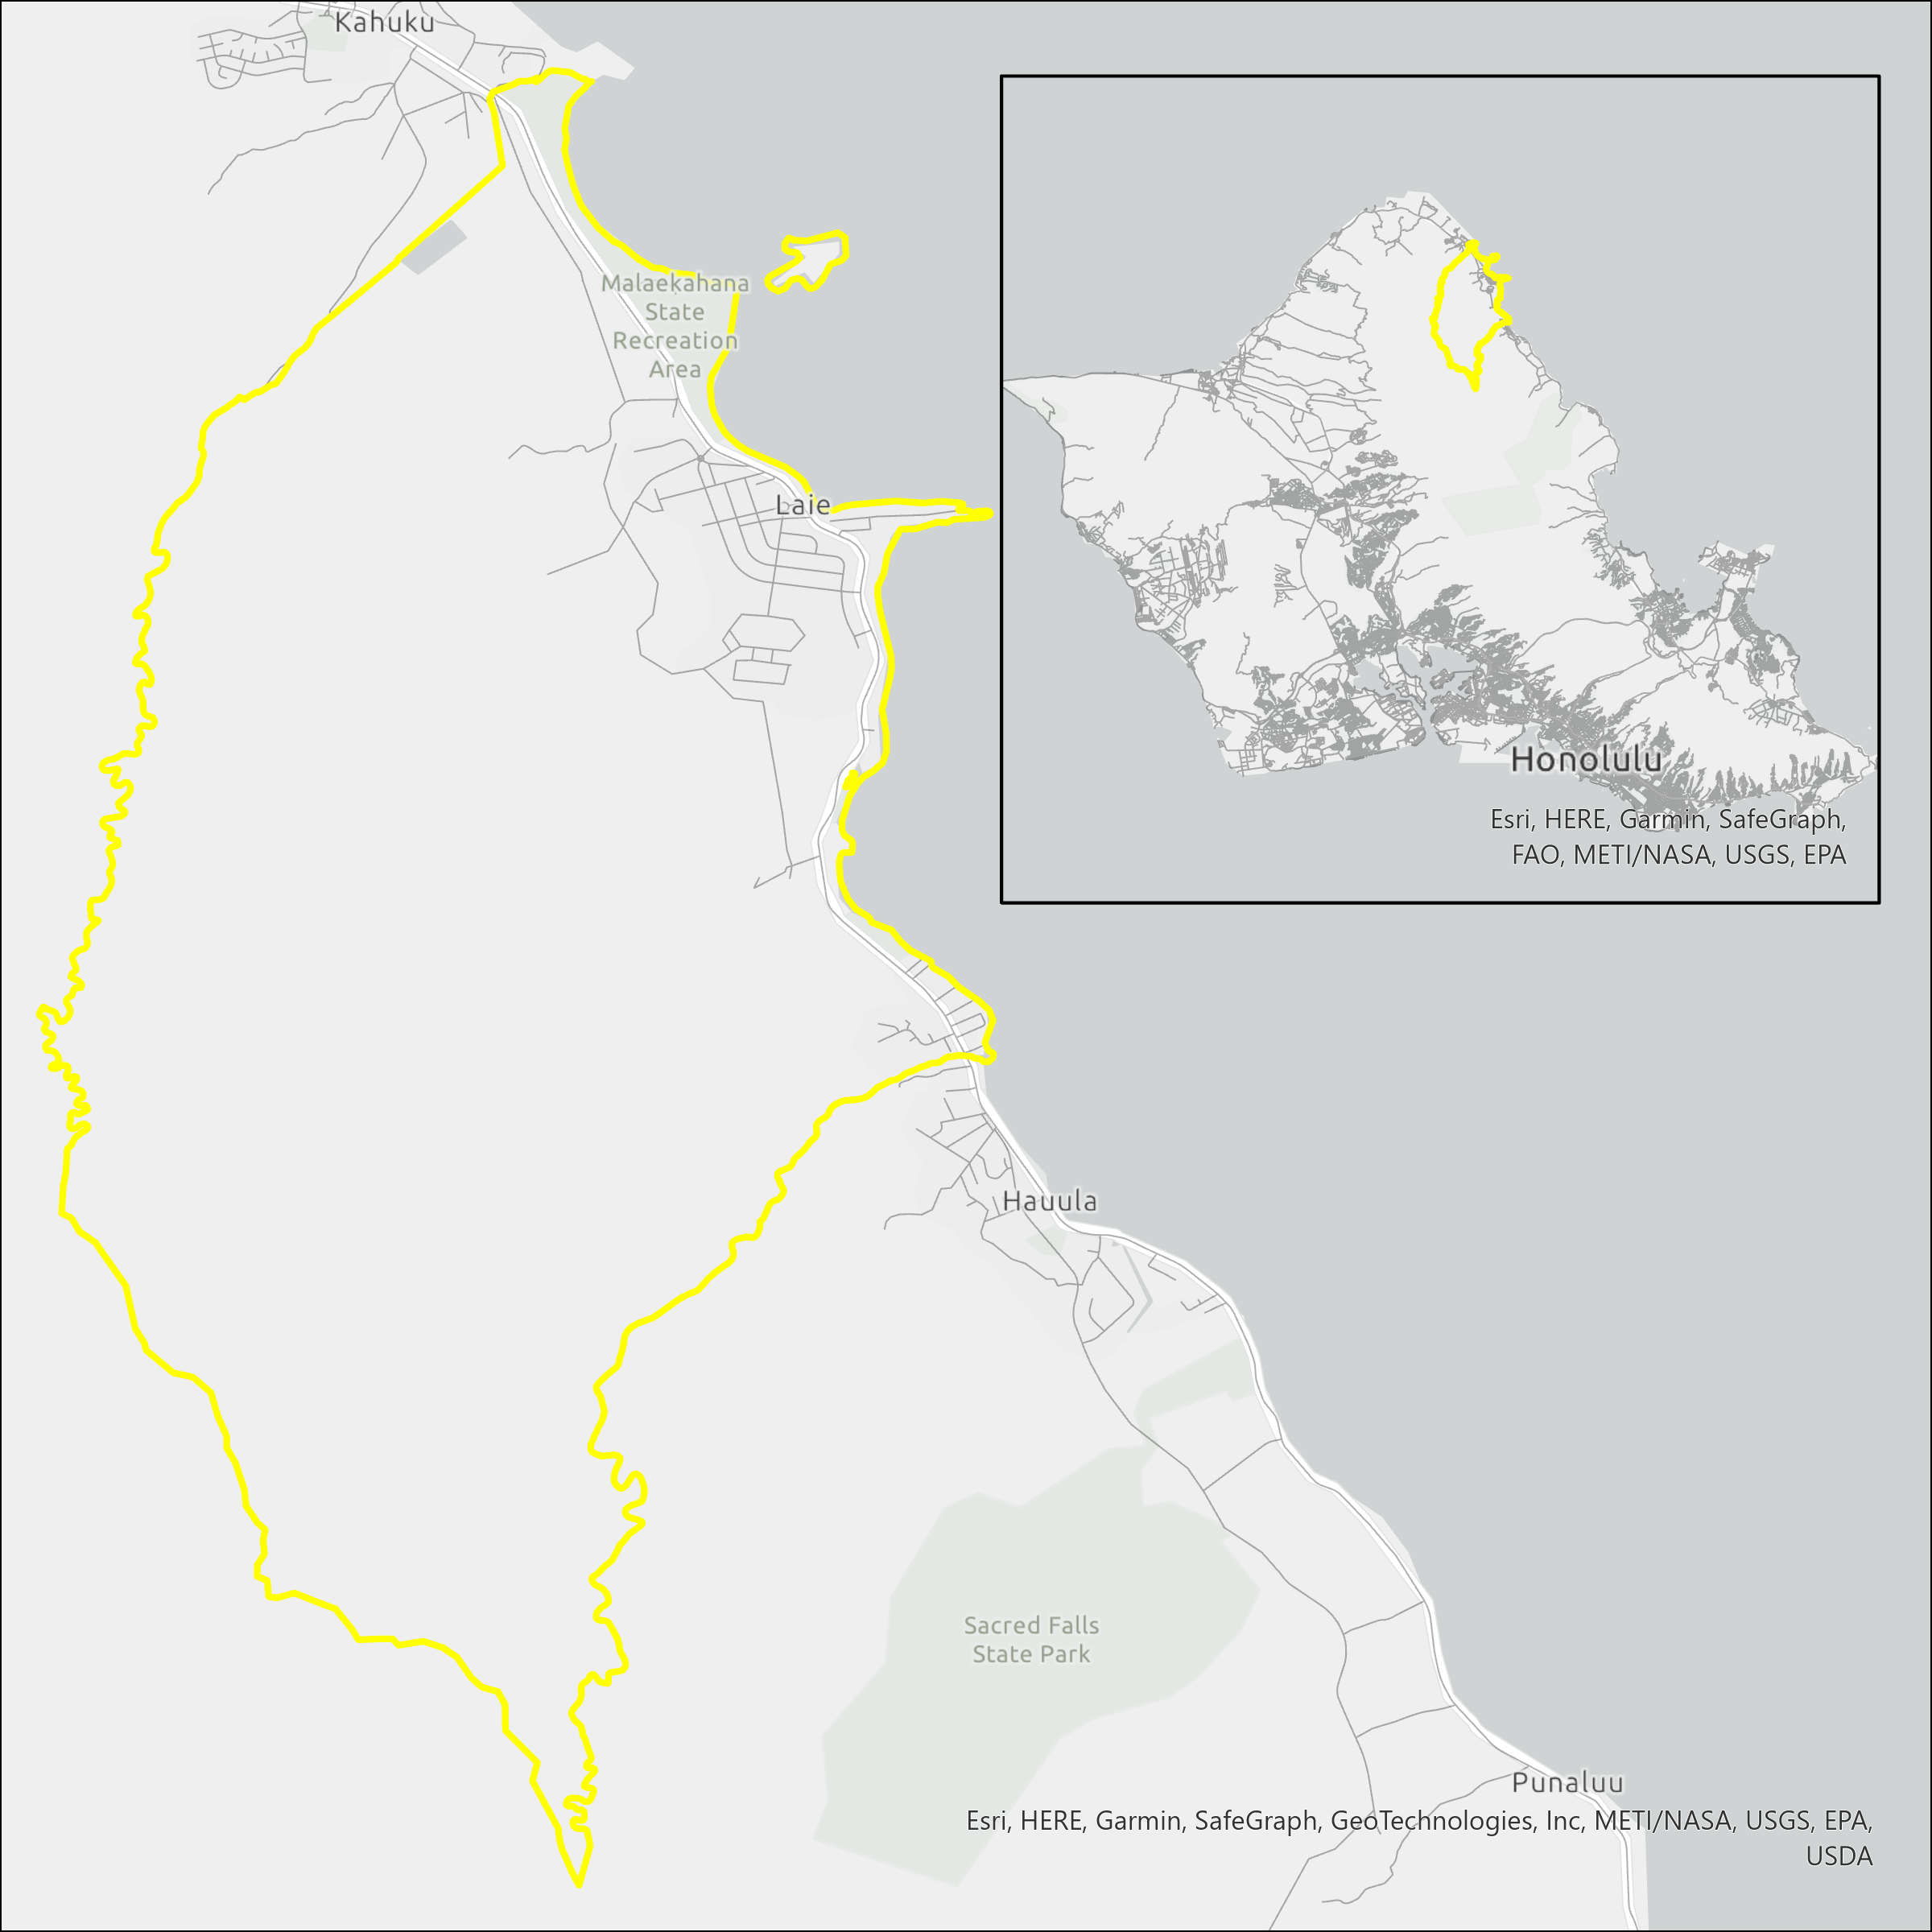 Kahuku
Malaekahana
State
Recreation
Area
Laie
Honolulu
Esri, HERE, Garmin, SafeGraph,
FAO, METI/NASA, USGS, EPA
Hauula
Sacred Falls
State Park
Punaluu
Esri, HERE, Garmin, SafeGraph, GeoTechnologies, Inc, METI/NASA, USGS, EPA,
USDA